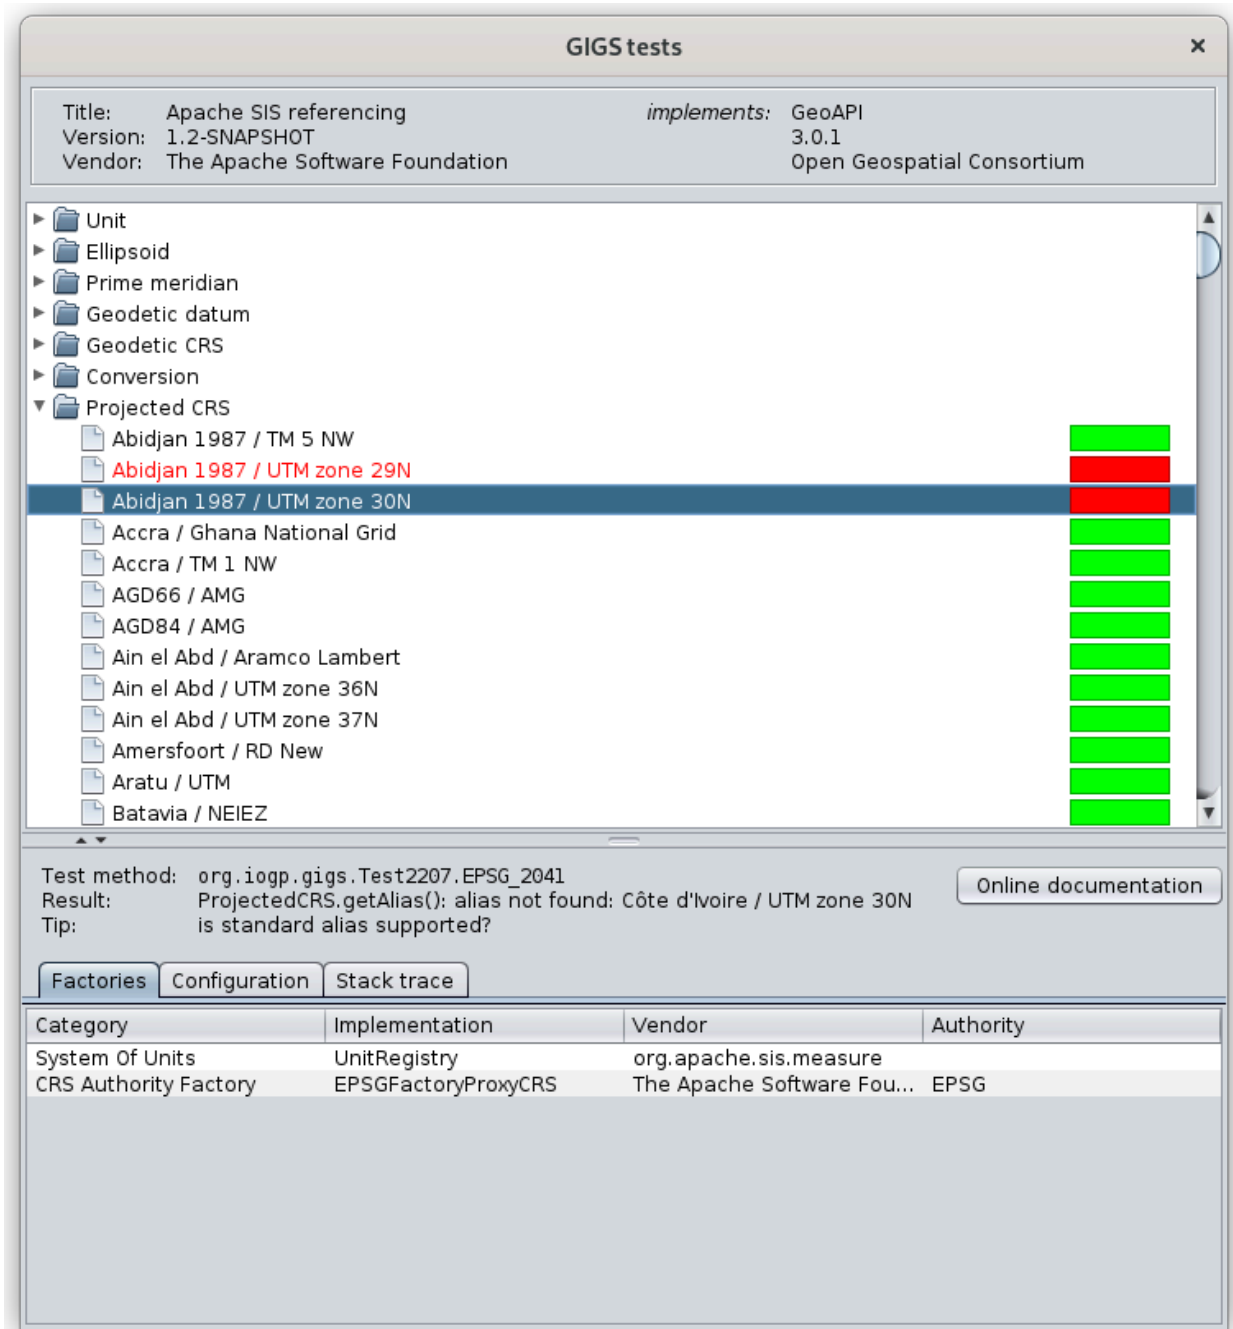 GIGS tests
Title: Apache SIS referencing implements: GeoAPI
Version: 1.2-SNAPSHOT 3.0.1
Vendor: The Apache Software Foundation Open Geospatial Consortium
Unit
Ellipsoid
Prime meridian
Geodetic datum
Geodetic CRS
Conversion
Projected CRS
Abidjan 1987 / TM 5 NW
Abidjan 1987 / UTM zone 29N
Abidjan 1987 / UTM zone 30N
Accra / Ghana National Grid
Accra / TM 1 NW
AGD66 / AMG
AGD84 / AMG
Ain el Abd / Aramco Lambert
Ain el Abd / UTM zone 36N
Ain el Abd / UTM zone 37N
Amersfoort / RD New
Aratu / UTM
Batavia / NEIEZ
Test method: org.iogp.gigs.Test2207.EPSG_2041
Online documentation
Result: ProjectedCRS.getAlias(): alias not found: Côte d'Ivoire / UTM zone 30N
Tip: is standard alias supported?
Factories Configuration Stack trace
Category Implementation Vendor Authority
System Of Units UnitRegistry org.apache.sis.measure
CRS Authority Factory EPSGFactoryProxyCRS The Apache Software Fou... EPSG